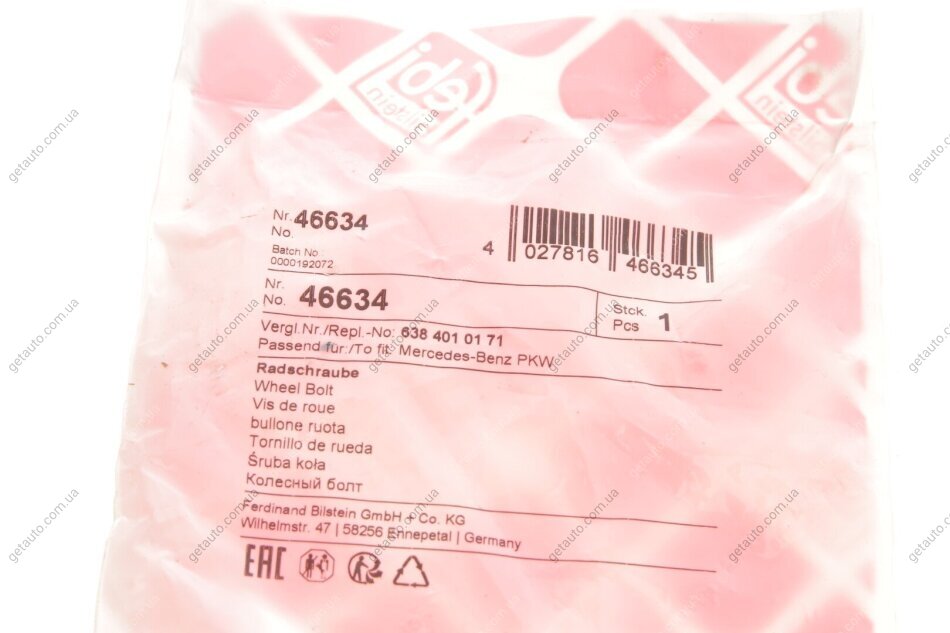 febi
bilstein
febi
bilstein
Nr.
No. 46634
Batch No.:
0000192072
4 027816 466345
Nr.
No. 46634
Stck.
Pcs 1
Vergl.Nr./Repl.-No: 638 401 01 71
Passend für:/To fit: Mercedes-Benz PKW
Radschraube
Wheel Bolt
Vis de roue
bullone ruota
Tornillo de rueda
Śruba koła
Колесный болт
Ferdinand Bilstein GmbH + Co. KG
Wilhelmstr. 47 | 58256 Ennepetal | Germany
EAC
getauto.com.ua